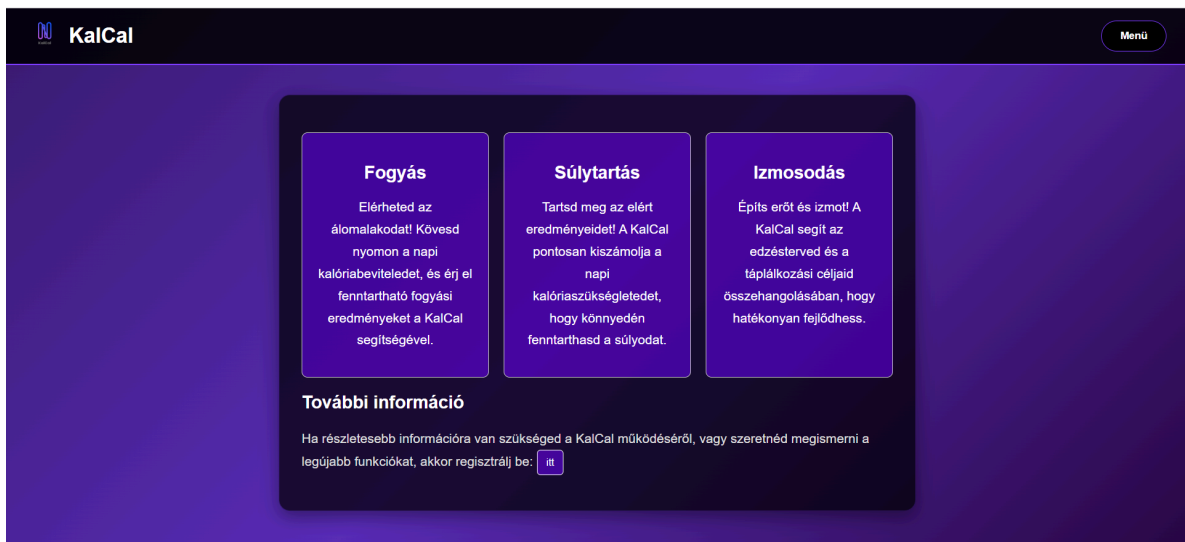 KalCal
Menü
Fogyás
Elérheted az
álomalakodat! Kövesd
nyomon a napi
kalóriabeviteledet, és érj el
fenntartható fogyási
eredményeket a KalCal
segítségével.
Súlytartás
Tartsd meg az elért
eredményeidet! A KalCal
pontosan kiszámolja a
napi
kalóriaszükségletedet,
hogy könnyedén
fenntarthasd a súlyodat.
Izmosodás
Építs erőt és izmot! A
KalCal segít az
edzésterved és a
táplálkozási céljaid
összehangolásában, hogy
hatékonyan fejlődhess.
További információ
Ha részletesebb információra van szükséged a KalCal működéséről, vagy szeretnéd megismerni a
legújabb funkciókat, akkor regisztrálj be: itt